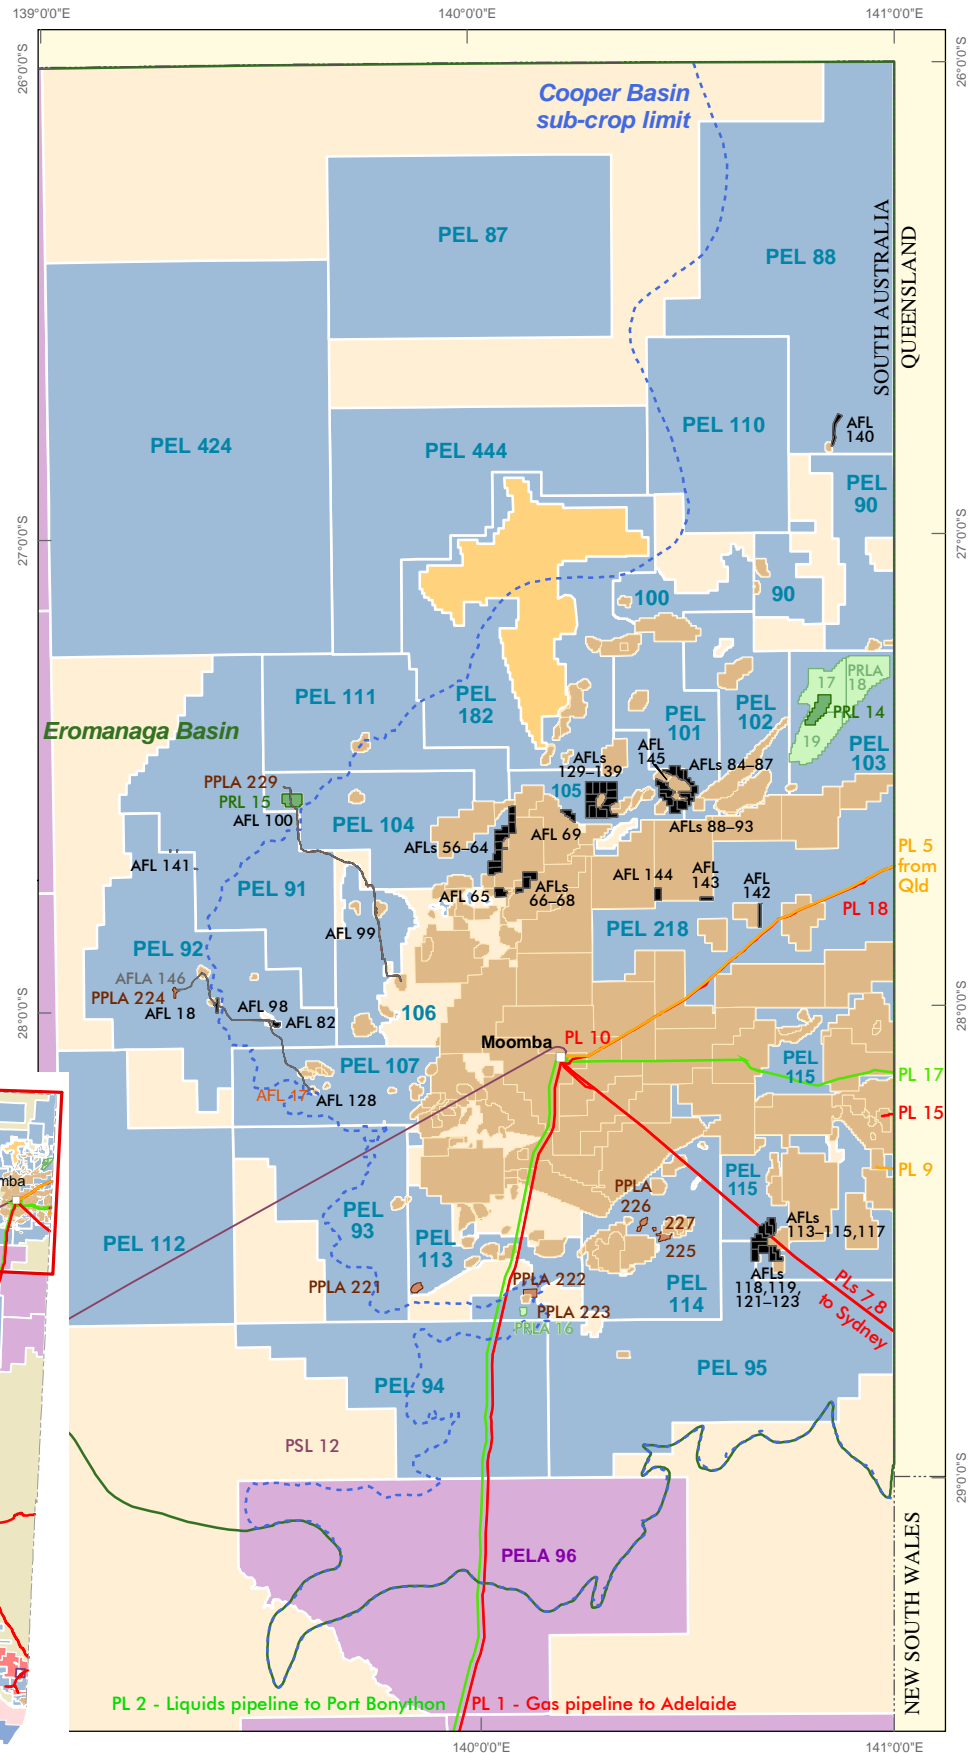 139°0'0"E
140°0'0"E
141°0'0"E
26°0'0"S
26°0'0"S
Cooper Basin
sub-crop limit
PEL 87
PEL 88
SOUTH AUSTRALIA
QUEENSLAND
PEL 424
PEL 444
PEL 110
AFL
140
PEL
90
27°0'0"S
27°0'0"S
100
90
PEL 111
PEL
182
PEL
101
PEL
102
17
PRLA
18
PRL 14
19
PEL
103
Eromanaga Basin
AFLs
129–139
AFL
145
AFLs 84–87
PPLA 229
PRL 15
AFL 100
105
PEL 104
AFLs 56–64
AFL 69
AFLs 88–93
PL 5
from
Qld
AFL 141
PEL 91
AFL 65
AFLs
66–68
AFL 144
AFL
143
AFL
142
PL 18
PEL 92
AFL 99
PEL 218
AFLA 146
PPLA 224
AFL 18
AFL 98
AFL 82
106
28°0'0"S
28°0'0"S
Moomba
PL 10
PEL 107
PEL
115
PL 17
AFL 17
AFL 128
PL 15
mba
PEL
115
PL 9
PPLA
226
227
225
PEL 112
PEL
93
PEL
113
AFLs
113–115,117
PPLA 221
PPLA 222
PPLA 223
PRLA 16
PEL
114
AFLs
118,119,
121–123
PLs 7,8
to Sydney
PEL 94
PEL 95
PSL 12
29°0'0"S
PELA 96
NEW SOUTH WALES
PL 2 - Liquids pipeline to Port Bonython
PL 1 - Gas pipeline to Adelaide
140°0'0"E
141°0'0"E